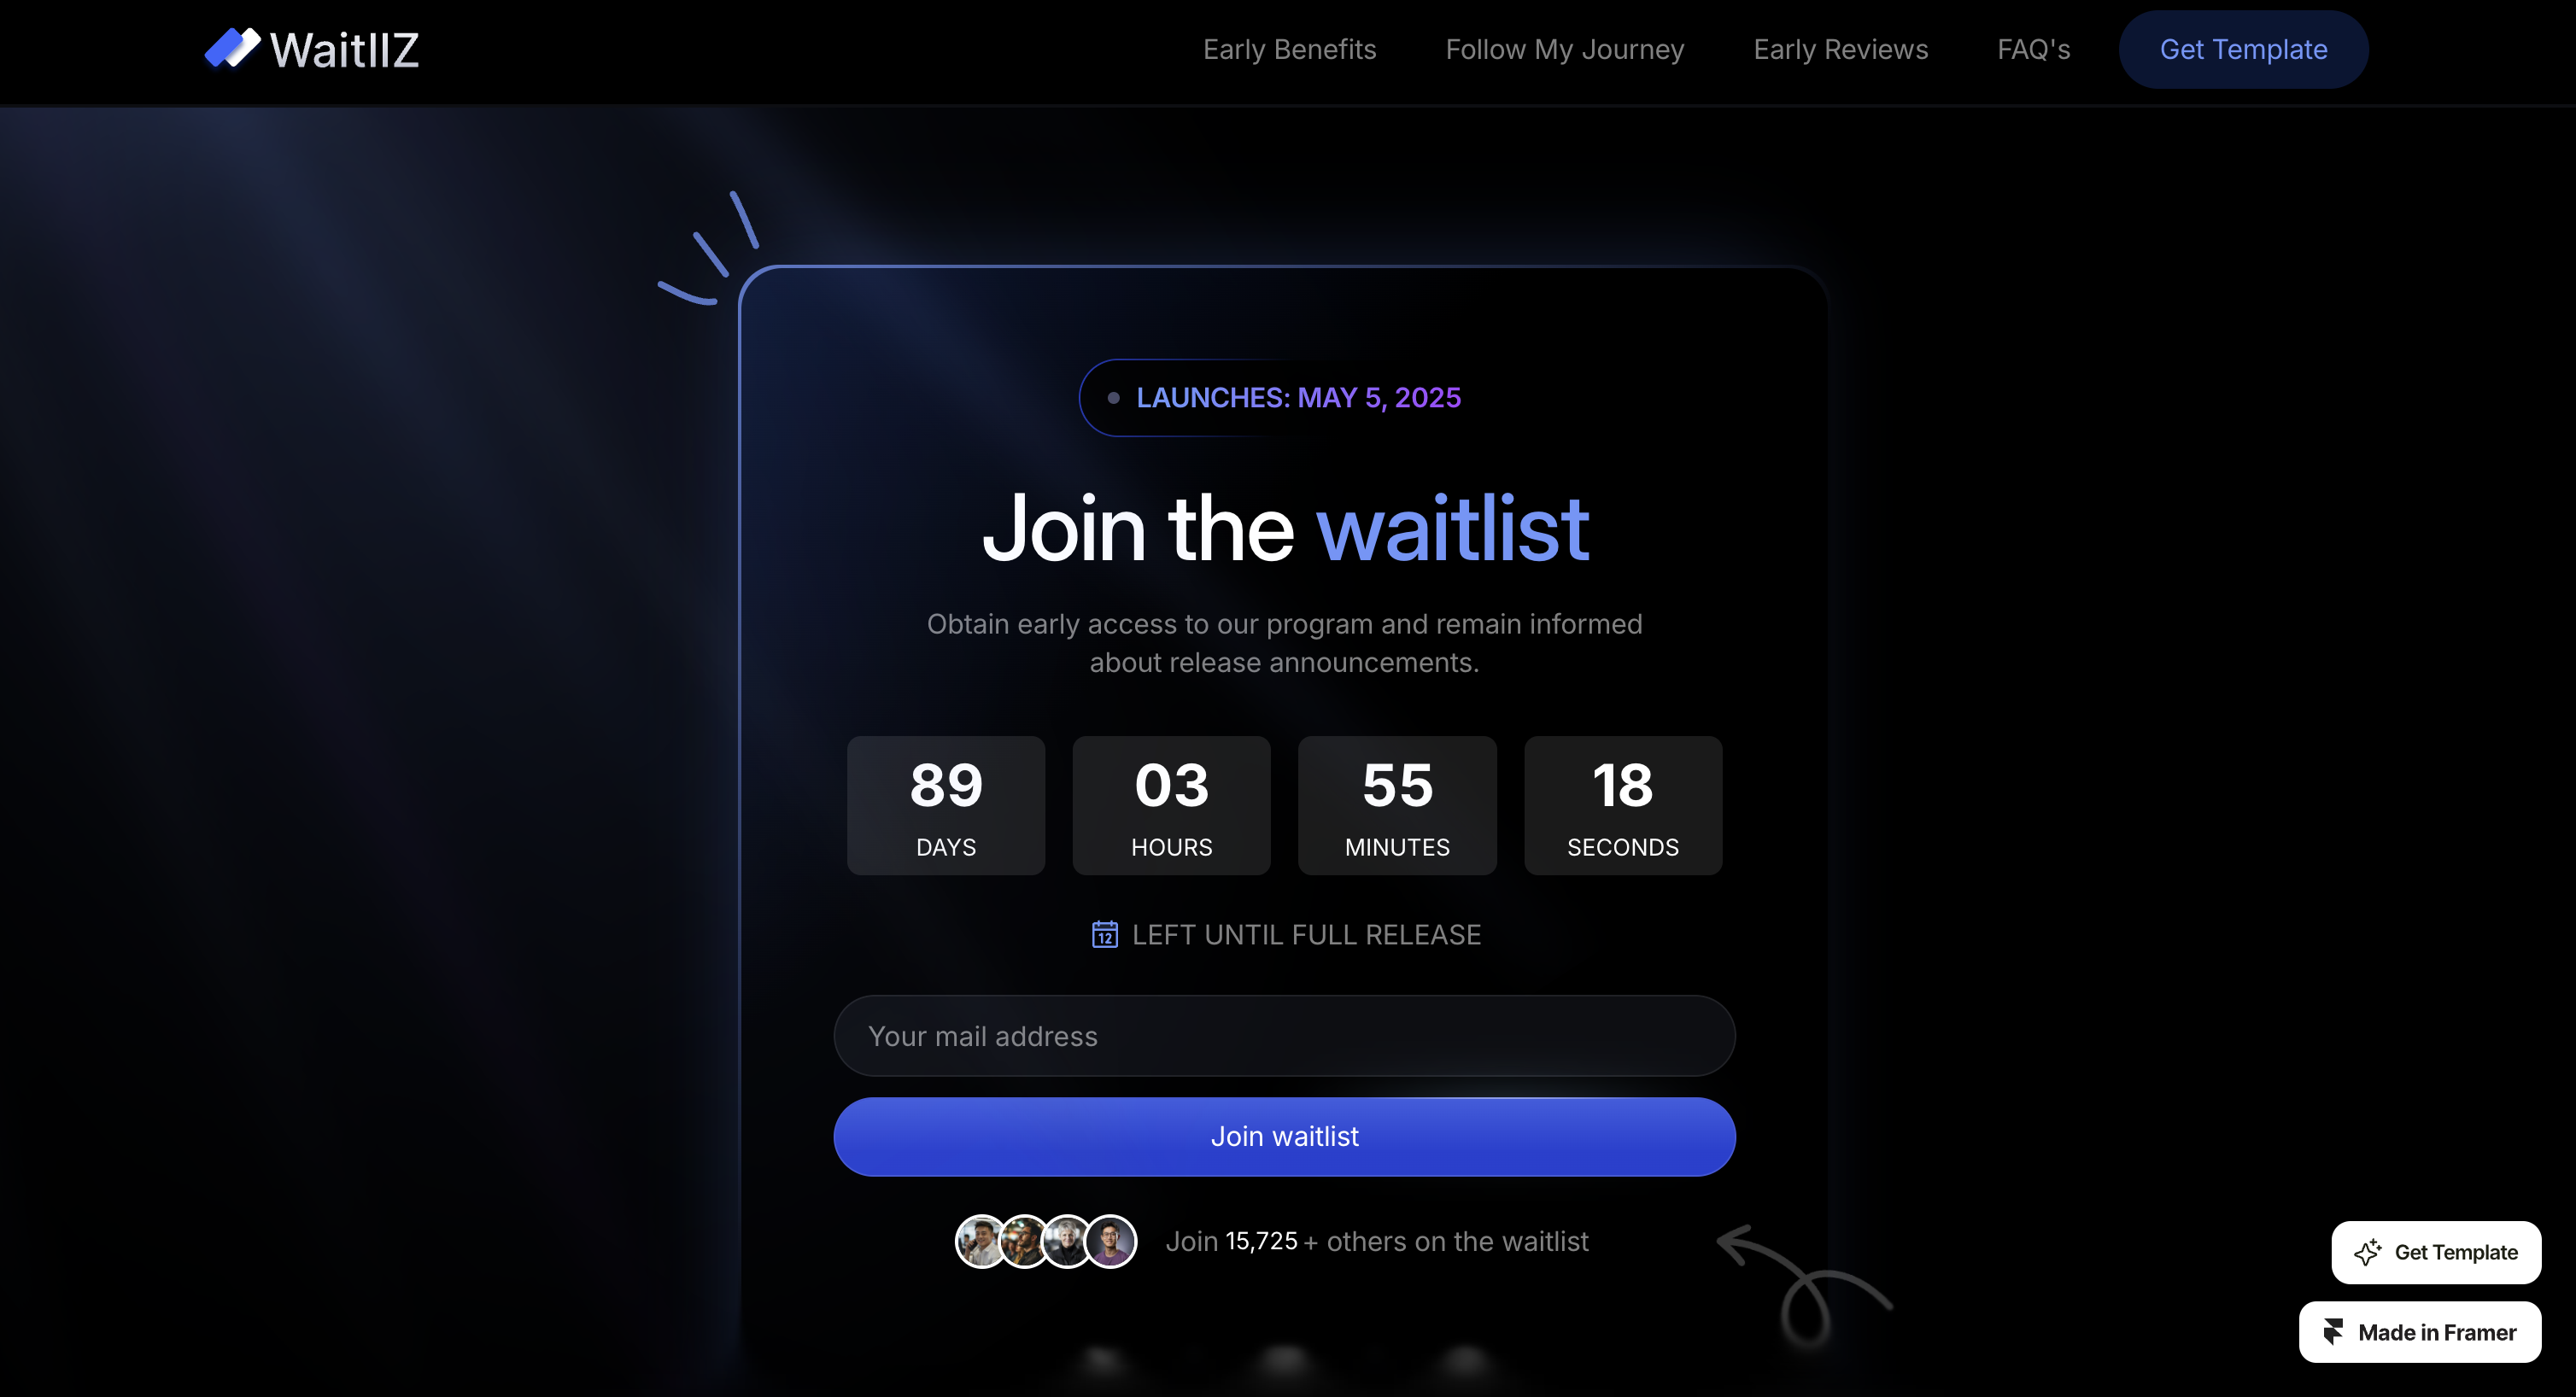 WaitlIZ
Early Benefits
Follow My Journey
Early Reviews
FAQ's
Get Template
LAUNCHES: MAY 5, 2025
Join the waitlist
Obtain early access to our program and remain informed
about release announcements.
89
DAYS
03
HOURS
55
MINUTES
18
SECONDS
12
LEFT UNTIL FULL RELEASE
Your mail address
Join waitlist
Join 15,725+ others on the waitlist
Get Template
Made in Framer